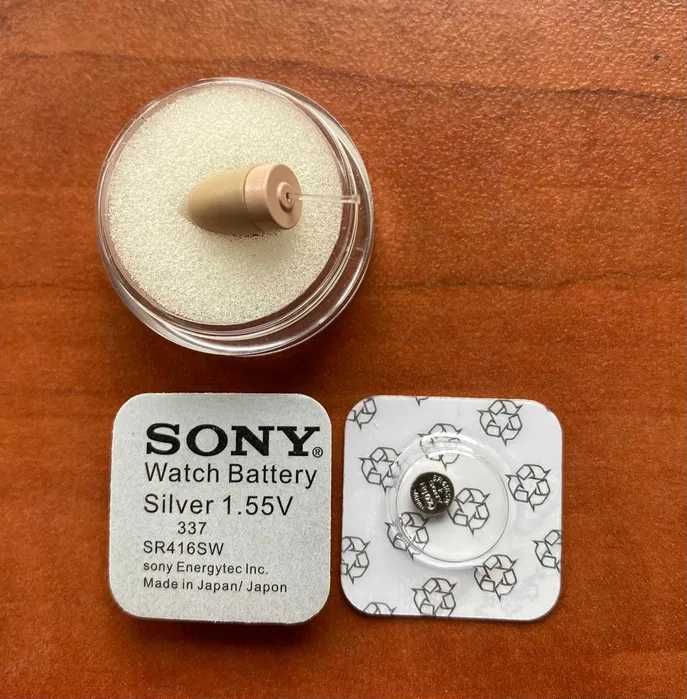 SONY®
Watch Battery
Silver 1.55V
337
SR416SW
sony Energytec Inc.
Made in Japan/ Japon